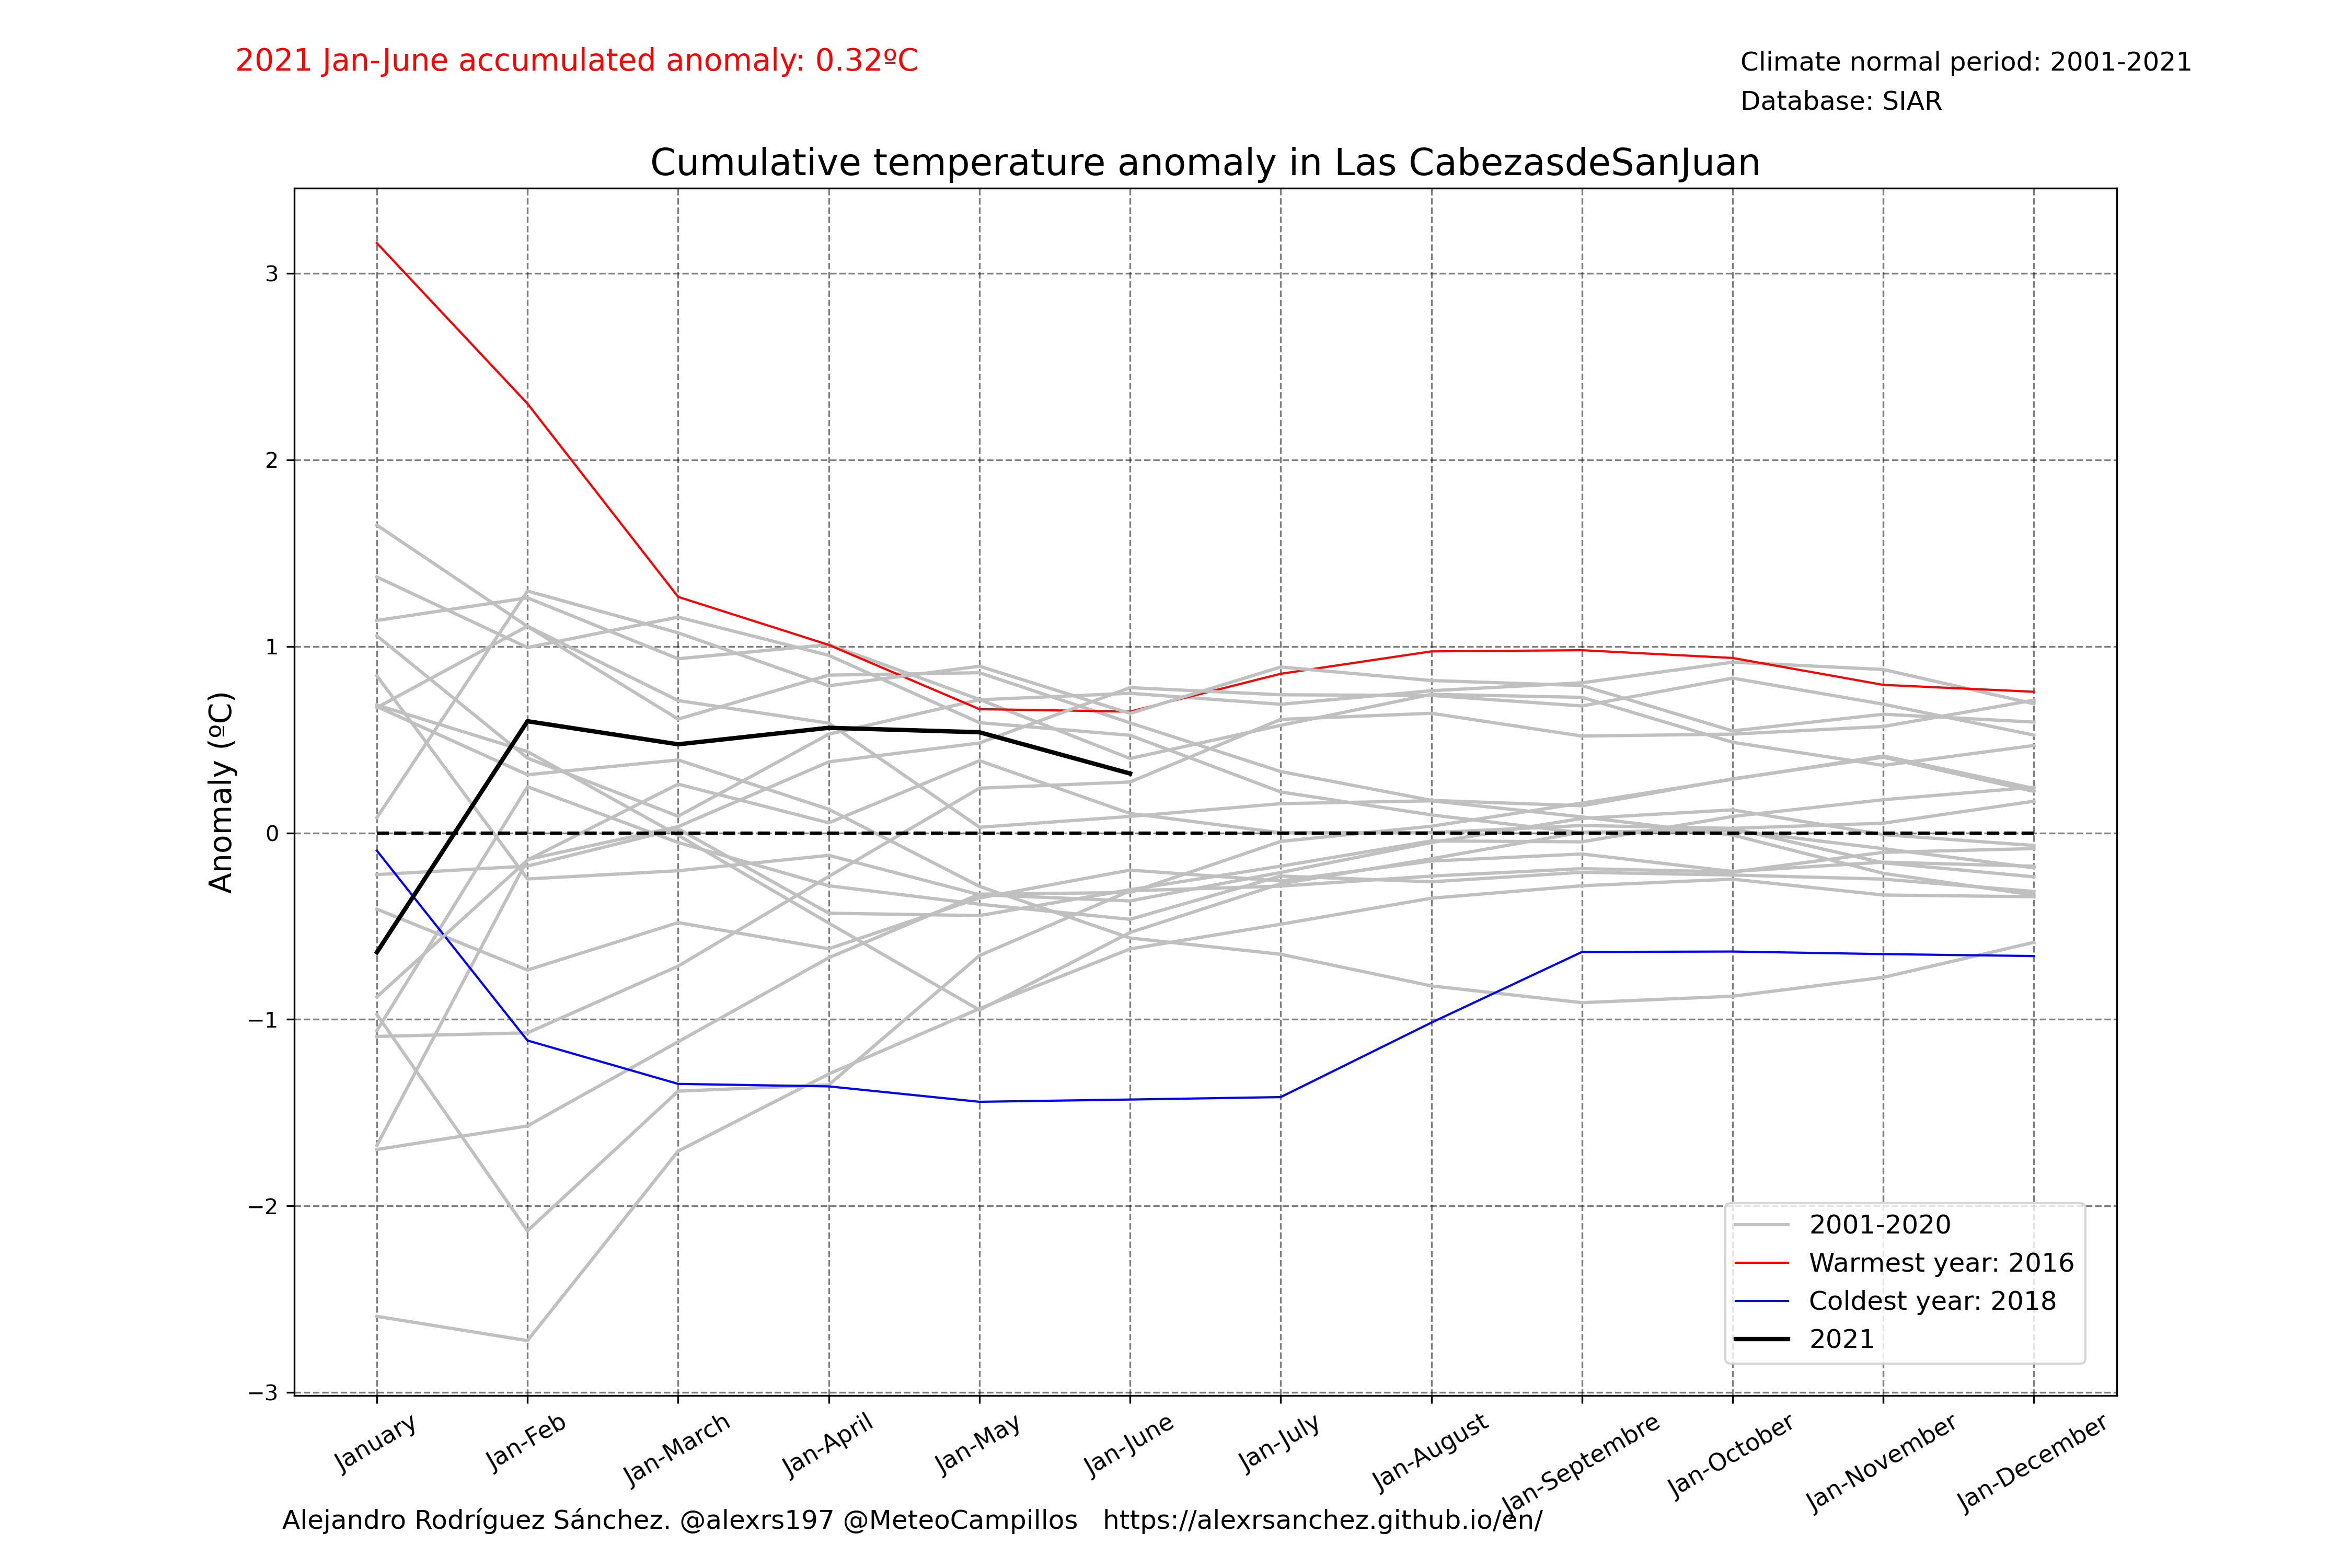 2021 Jan-June accumulated anomaly: 0.32ºC
Climate normal period: 2001-2021
Database: SIAR
Cumulative temperature anomaly in Las CabezasdeSanJuan
Anomaly (ºC)
3
2
1
0
−1
−2
−3
2001-2020
Warmest year: 2016
Coldest year: 2018
2021
January
Jan-Feb
Jan-March
Jan-April
Jan-May
Jan-June
Jan-July
Jan-August
Jan-Septembre
Jan-October
Jan-November
Jan-December
Alejandro Rodríguez Sánchez. @alexrs197 @MeteoCampillos   https://alexrsanchez.github.io/en/